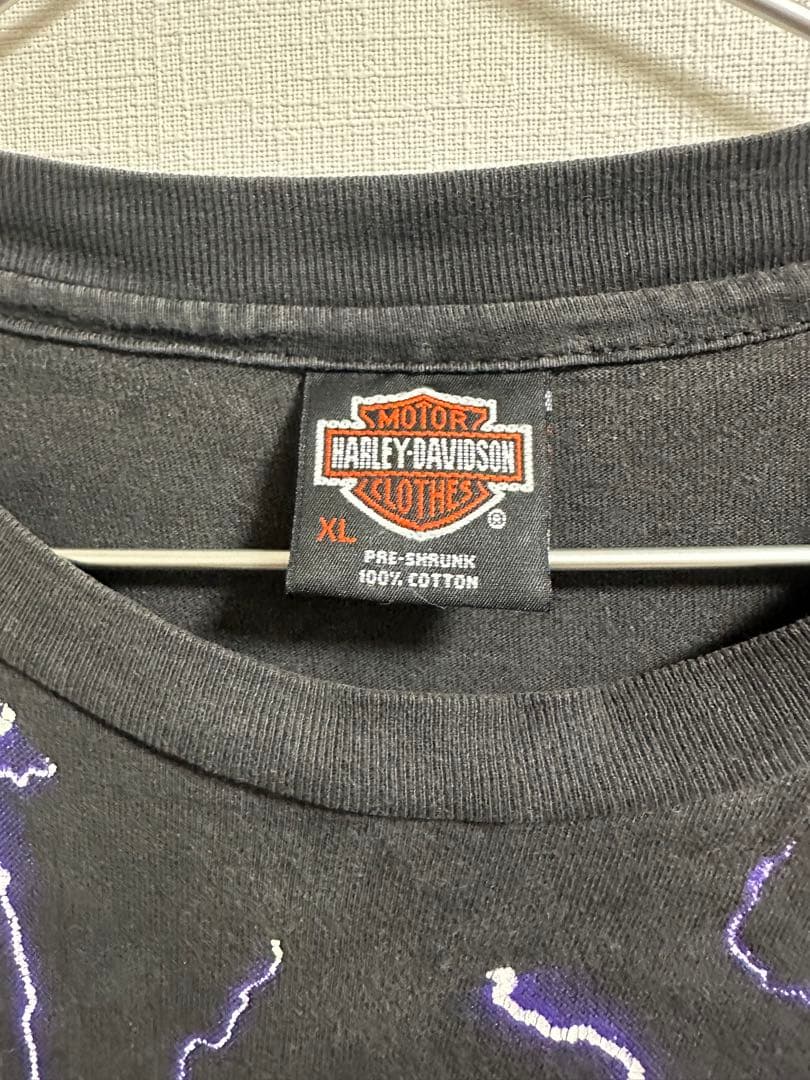 MOTOR
HARLEY-DAVIDSON
CLOTHES
®
XL
PRE-SHRUNK
100% COTTON